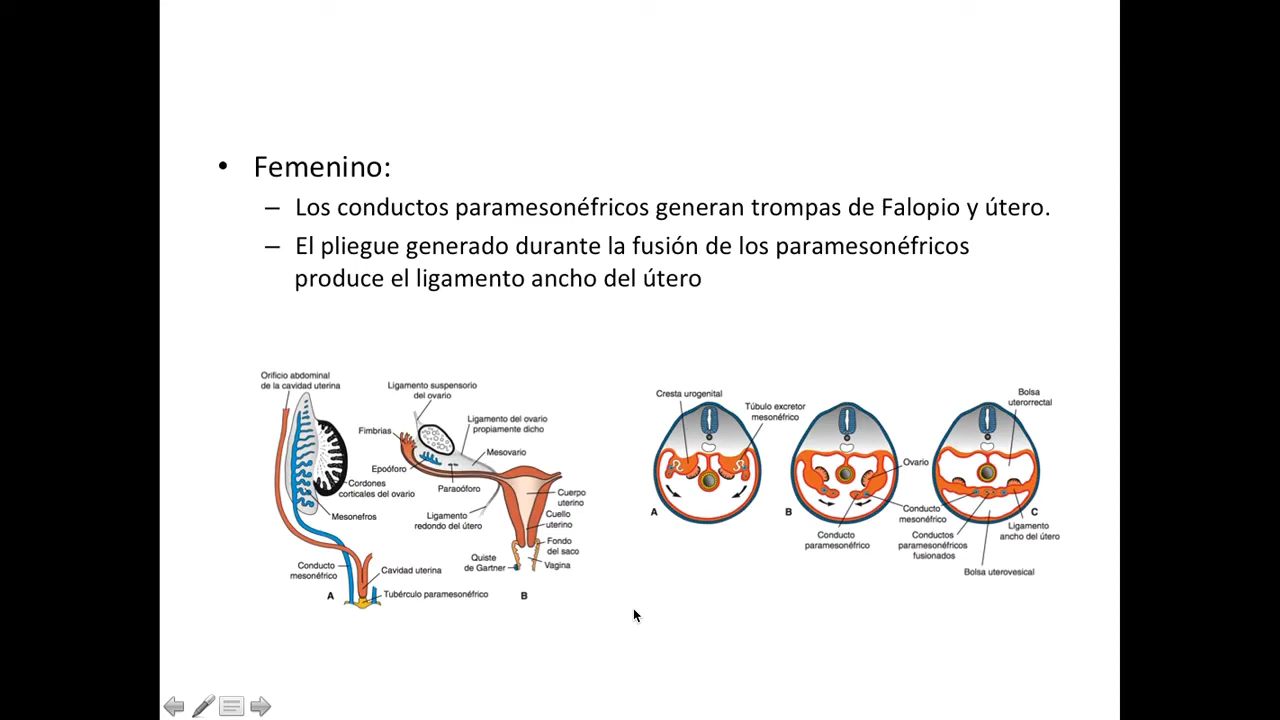 • Femenino:
– Los conductos paramesonéfricos generan trompas de Falopio y útero.
– El pliegue generado durante la fusión de los paramesonéfricos
produce el ligamento ancho del útero
Orificio abdominal
de la cavidad uterina
Mesonefros
Cordones
corticales del ovario
Conducto
mesonéfrico
Cavidad uterina
Tubérculo paramesonéfrico
A
Ligamento suspensorio
del ovario
Ligamento del ovario
propiamente dicho
Fimbrias
Mesovario
Epoóforo
Paraoóforo
Ligamento
redondo del útero
Cuerpo
uterino
Cuello
uterino
Fondo
del saco
Quiste
de Gartner
Vagina
B
Cresta urogenital
Túbulo excretor
mesonéfrico
A
Ovario
Conducto
mesonéfrico
Conducto
paramesonéfrico
B
Bolsa
uterorrectal
Conductos
paramesonéfricos
fusionados
Ligamento
ancho del útero
Bolsa uterovesical
C